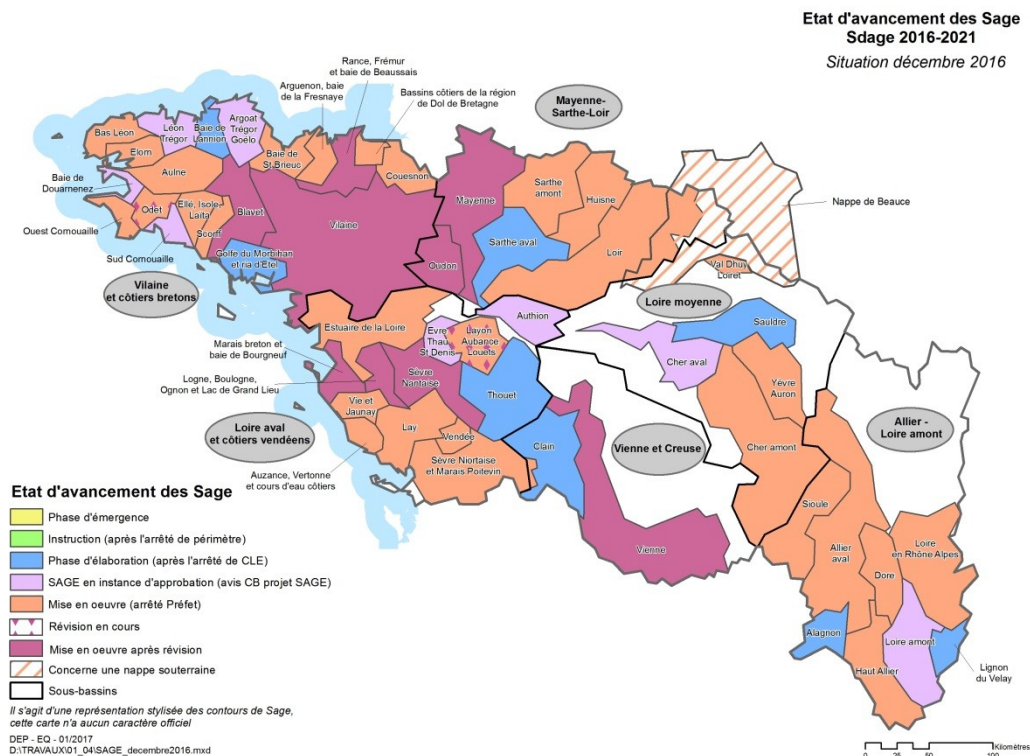 Etat d'avancement des Sage
Sdage 2016-2021
Situation décembre 2016
Rance, Frémur
et baie de Beaussais
Arguenon, baie
de la Fresnaye
Bassins côtiers de la région
de Dol de Bretagne
Mayenne-
Sarthe-Loir
Bas Léon
Léon
Trégor
Baie de
Lannion
Argoat
Trégor
Goëlo
Elorn
Baie de
St Brieuc
Couesnon
Aulne
Baie de
Douarnenez
Mayenne
Sarthe
amont
Huisne
Nappe de Beauce
Odet
Ellé, Isole,
Laita
Blavet
Vilaine
Ouest Cornouaille
Scorff
Sarthe aval
Loir
Sud Cornouaille
Golfe du Morbihan
et ria d'Etel
Oudon
Val Dhuy
Loiret
Vilaine
et côtiers bretons
Loire moyenne
Estuaire de la Loire
Authion
Sauldre
Evre
Thau
St Denis
Layon
Aubance
Louets
Cher aval
Marais breton et
baie de Bourgneuf
Logne, Boulogne,
Ognon et Lac de Grand Lieu
Sèvre
Nantaise
Thouet
Yèvre
Auron
Vie et
Jaunay
Loire aval
et côtiers vendéens
Lay
Vendée
Clain
Vienne et Creuse
Cher amont
Allier -
Loire amont
Sèvre Niortaise
et Marais Poitevin
Auzance, Vertonne
et cours d'eau côtiers
Sioule
Vienne
Allier
aval
Loire
en Rhône Alpes
Dore
Alagnon
Loire amont
Haut Allier
Lignon
du Velay
Etat d'avancement des Sage
Phase d'émergence
Instruction (après l'arrêté de périmètre)
Phase d'élaboration (après l'arrêté de CLE)
SAGE en instance d'approbation (avis CB projet SAGE)
Mise en oeuvre (arrêté Préfet)
Révision en cours
Mise en oeuvre après révision
Concerne une nappe souterraine
Sous-bassins
Il s'agit d'une représentation stylisée des contours de Sage,
cette carte n'a aucun caractère officiel
DEP - EQ - 01/2017
D:\TRAVAUX\01_04\SAGE_decembre2016.mxd
Kilomètres
0 25 50 100